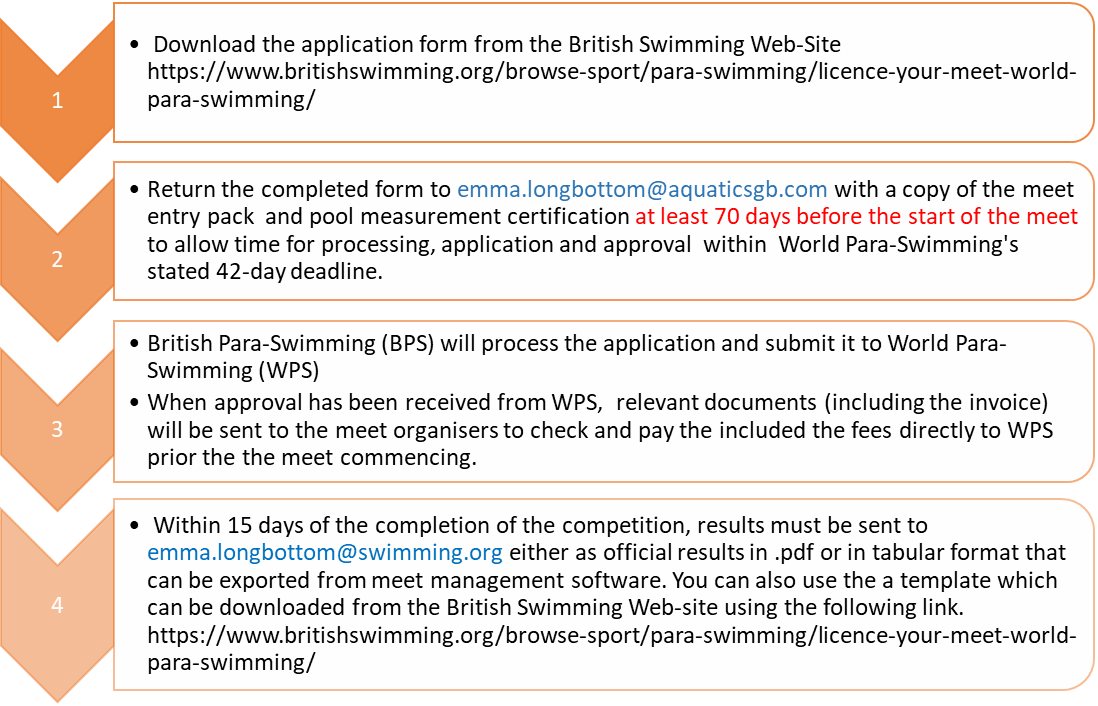 1
• Download the application form from the British Swimming Web-Site
https://www.britishswimming.org/browse-sport/para-swimming/licence-your-meet-world-
para-swimming/
2
• Return the completed form to emma.longbottom@aquaticsgb.com with a copy of the meet
entry pack and pool measurement certification at least 70 days before the start of the meet
to allow time for processing, application and approval within World Para-Swimming's
stated 42-day deadline.
3
• British Para-Swimming (BPS) will process the application and submit it to World Para-
Swimming (WPS)
• When approval has been received from WPS, relevant documents (including the invoice)
will be sent to the meet organisers to check and pay the included the fees directly to WPS
prior the the meet commencing.
4
• Within 15 days of the completion of the competition, results must be sent to
emma.longbottom@swimming.org either as official results in .pdf or in tabular format that
can be exported from meet management software. You can also use the a template which
can be downloaded from the British Swimming Web-site using the following link.
https://www.britishswimming.org/browse-sport/para-swimming/licence-your-meet-world-
para-swimming/